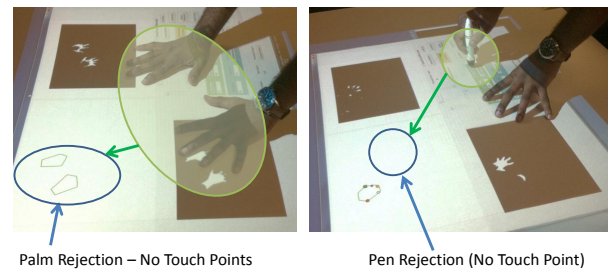 Palm Rejection – No Touch Points
Pen Rejection (No Touch Point)